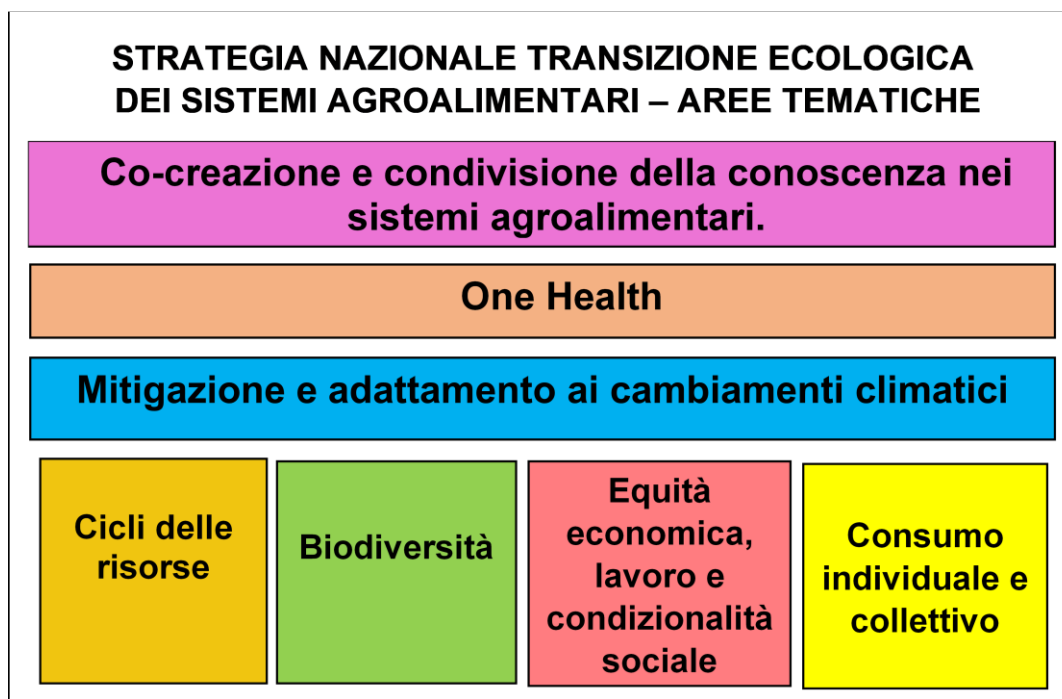 STRATEGIA NAZIONALE TRANSIZIONE ECOLOGICA
DEI SISTEMI AGROALIMENTARI – AREE TEMATICHE
Co-creazione e condivisione della conoscenza nei
sistemi agroalimentari.
One Health
Mitigazione e adattamento ai cambiamenti climatici
Cicli delle
risorse
Biodiversità
Equità
economica,
lavoro e
condizionalità
sociale
Consumo
individuale e
collettivo